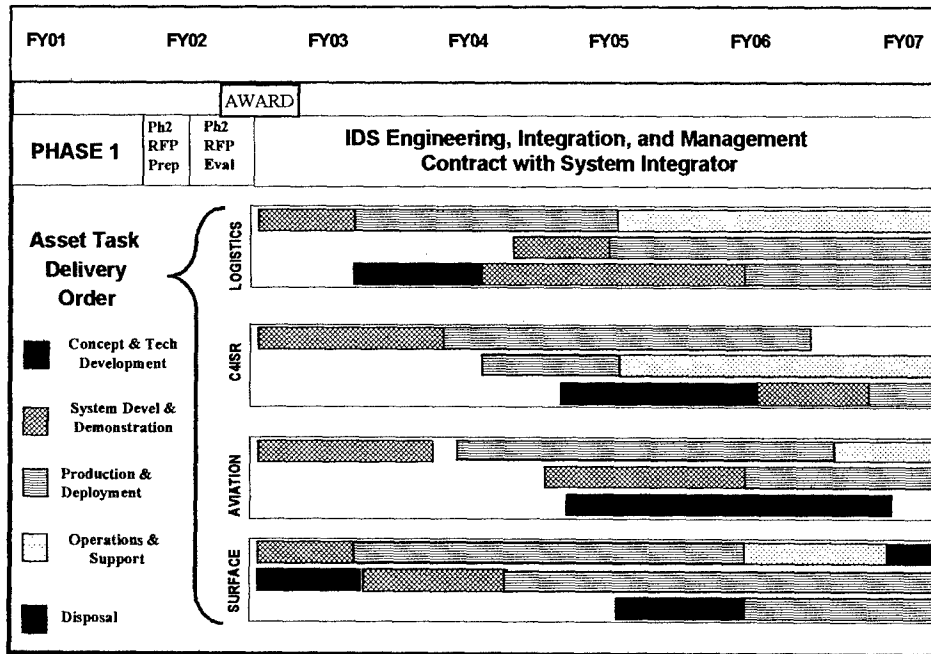 FY01 FY02 FY03 FY04 FY05 FY06 FY07
AWARD
PHASE 1
Ph2
RFP
Prep
Ph2
RFP
Eval
IDS Engineering, Integration, and Management
Contract with System Integrator
Asset Task
Delivery
Order
Concept & Tech
Development
System Devel &
Demonstration
Production &
Deployment
Operations &
Support
Disposal
LOGISTICS
C4ISR
AVIATION
SURFACE